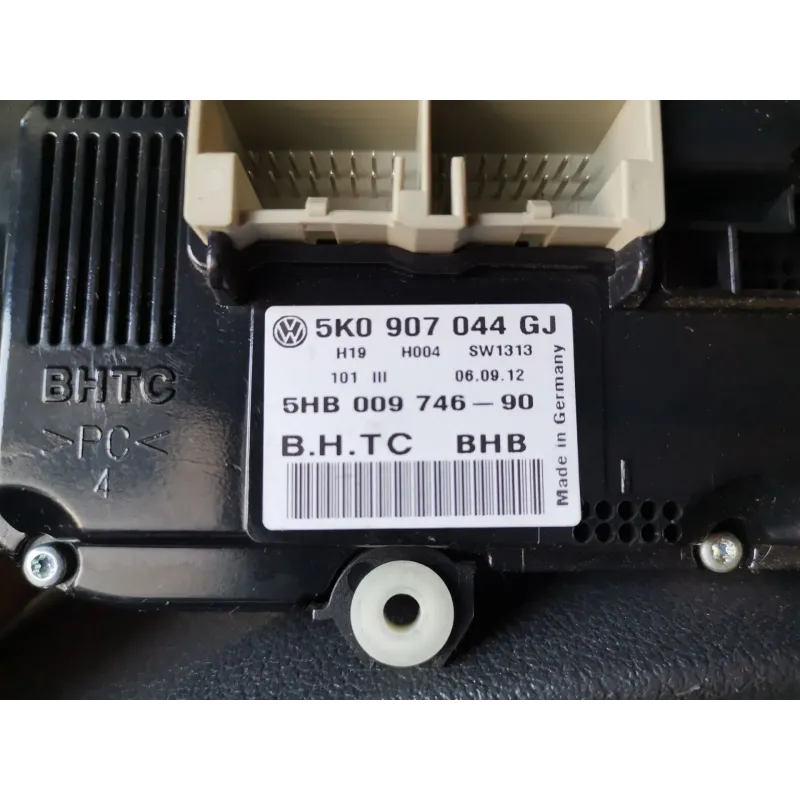 VW 5K0 907 044 GJ
H19 H004 SW1313
101 III 06.09.12
5HB 009 746-90
B.H.TC BHB
Made in Germany
BHTC
>PC<
4